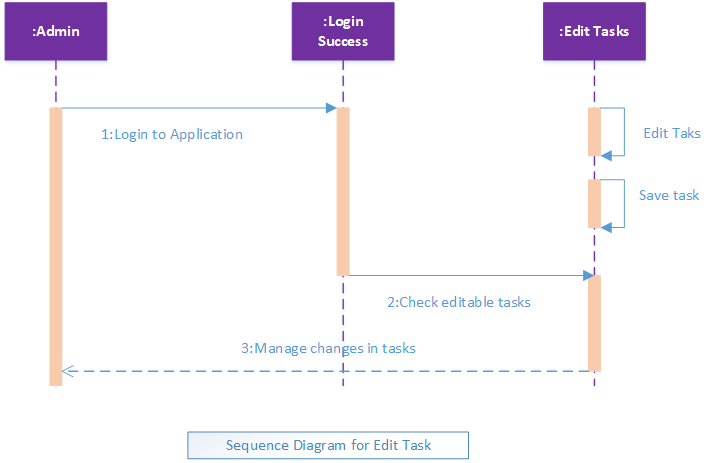 :Admin
:Login
Success
:Edit Tasks
1:Login to Application
Edit Taks
Save task
2:Check editable tasks
3:Manage changes in tasks
Sequence Diagram for Edit Task